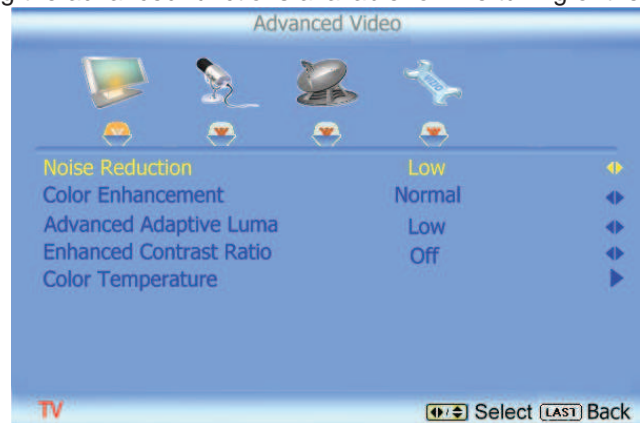 Advanced Video
Noise Reduction Low
Color Enhancement Normal
Advanced Adaptive Luma Low
Enhanced Contrast Ratio Off
Color Temperature
TV Select LAST Back